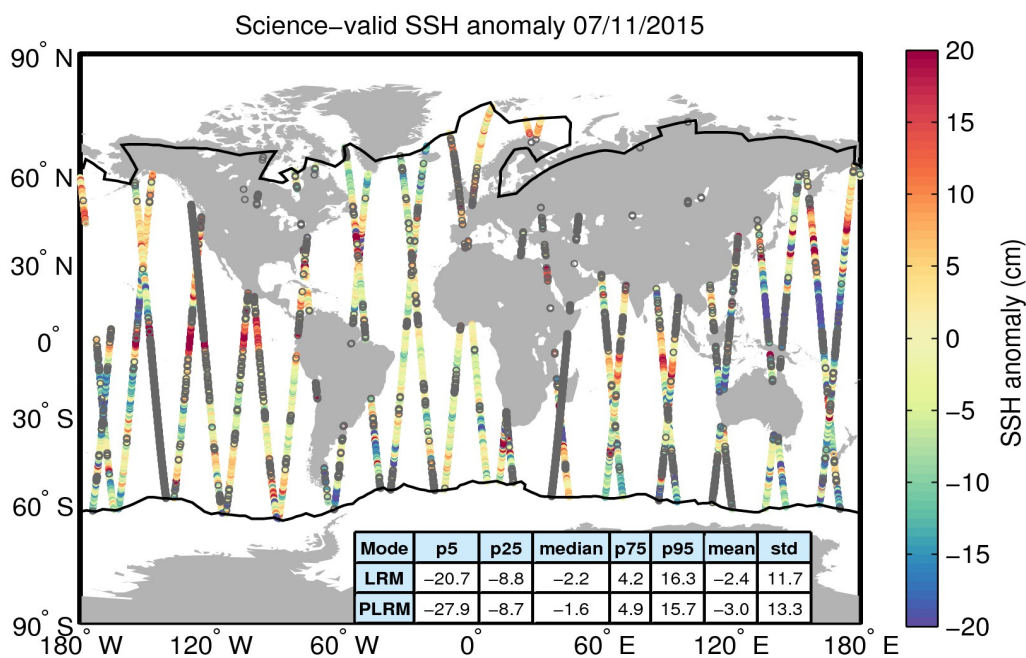 Science−valid SSH anomaly 07/11/2015
90° N
60° N
30° N
0°
30° S
60° S
90° S
180° W
120° W
60° W
0°
60° E
120° E
180° E
Mode p5 p25 median p75 p95 mean std
LRM −20.7 −8.8 −2.2 4.2 16.3 −2.4 11.7
PLRM −27.9 −8.7 −1.6 4.9 15.7 −3.0 13.3
20
15
10
5
0
−5
−10
−15
−20
SSH anomaly (cm)